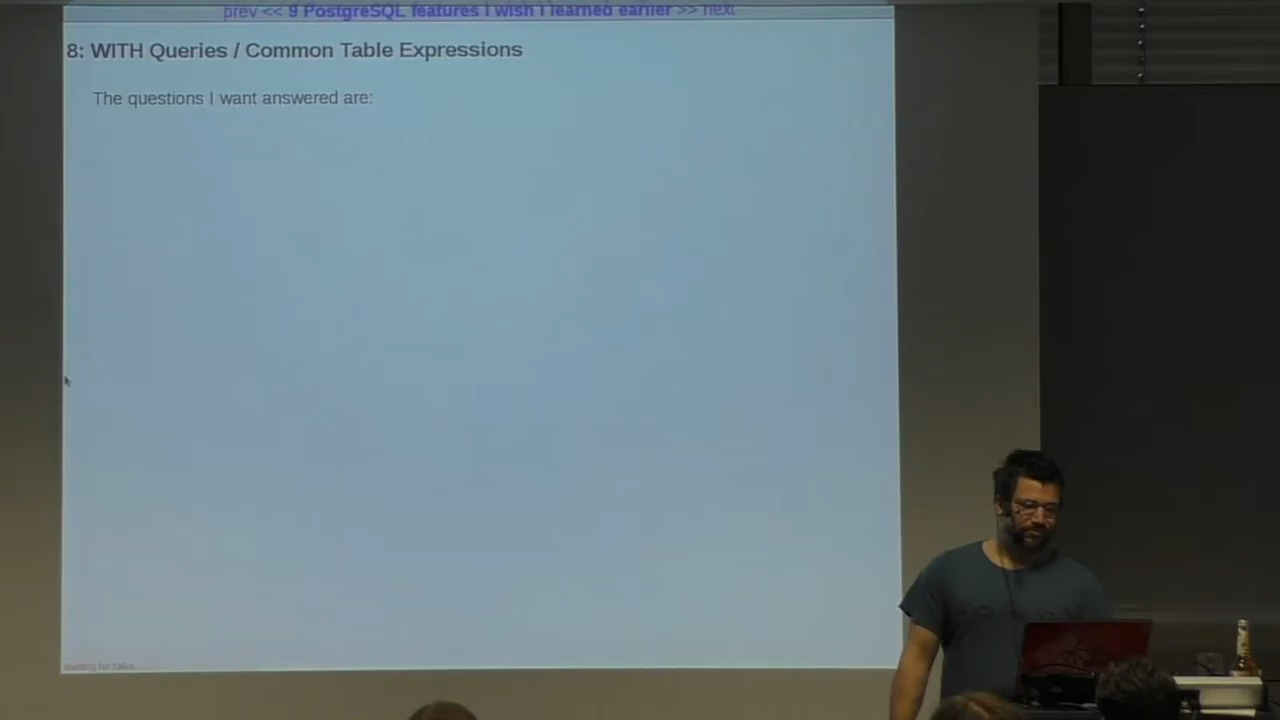 prev << 9 PostgreSQL features I wish I learned earlier >> next
8: WITH Queries / Common Table Expressions
The questions I want answered are: